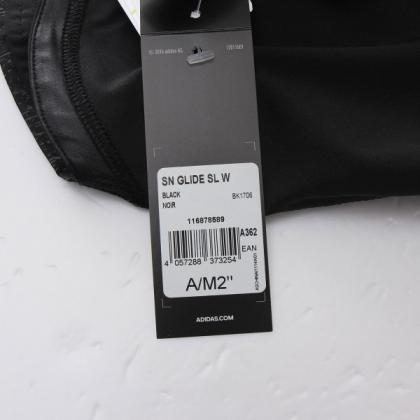 SN GLIDE SL W
BLACK BK1706
NOIR
116878589
A362
EAN
4 057288 373254
A/M2"
ADIDAS.COM